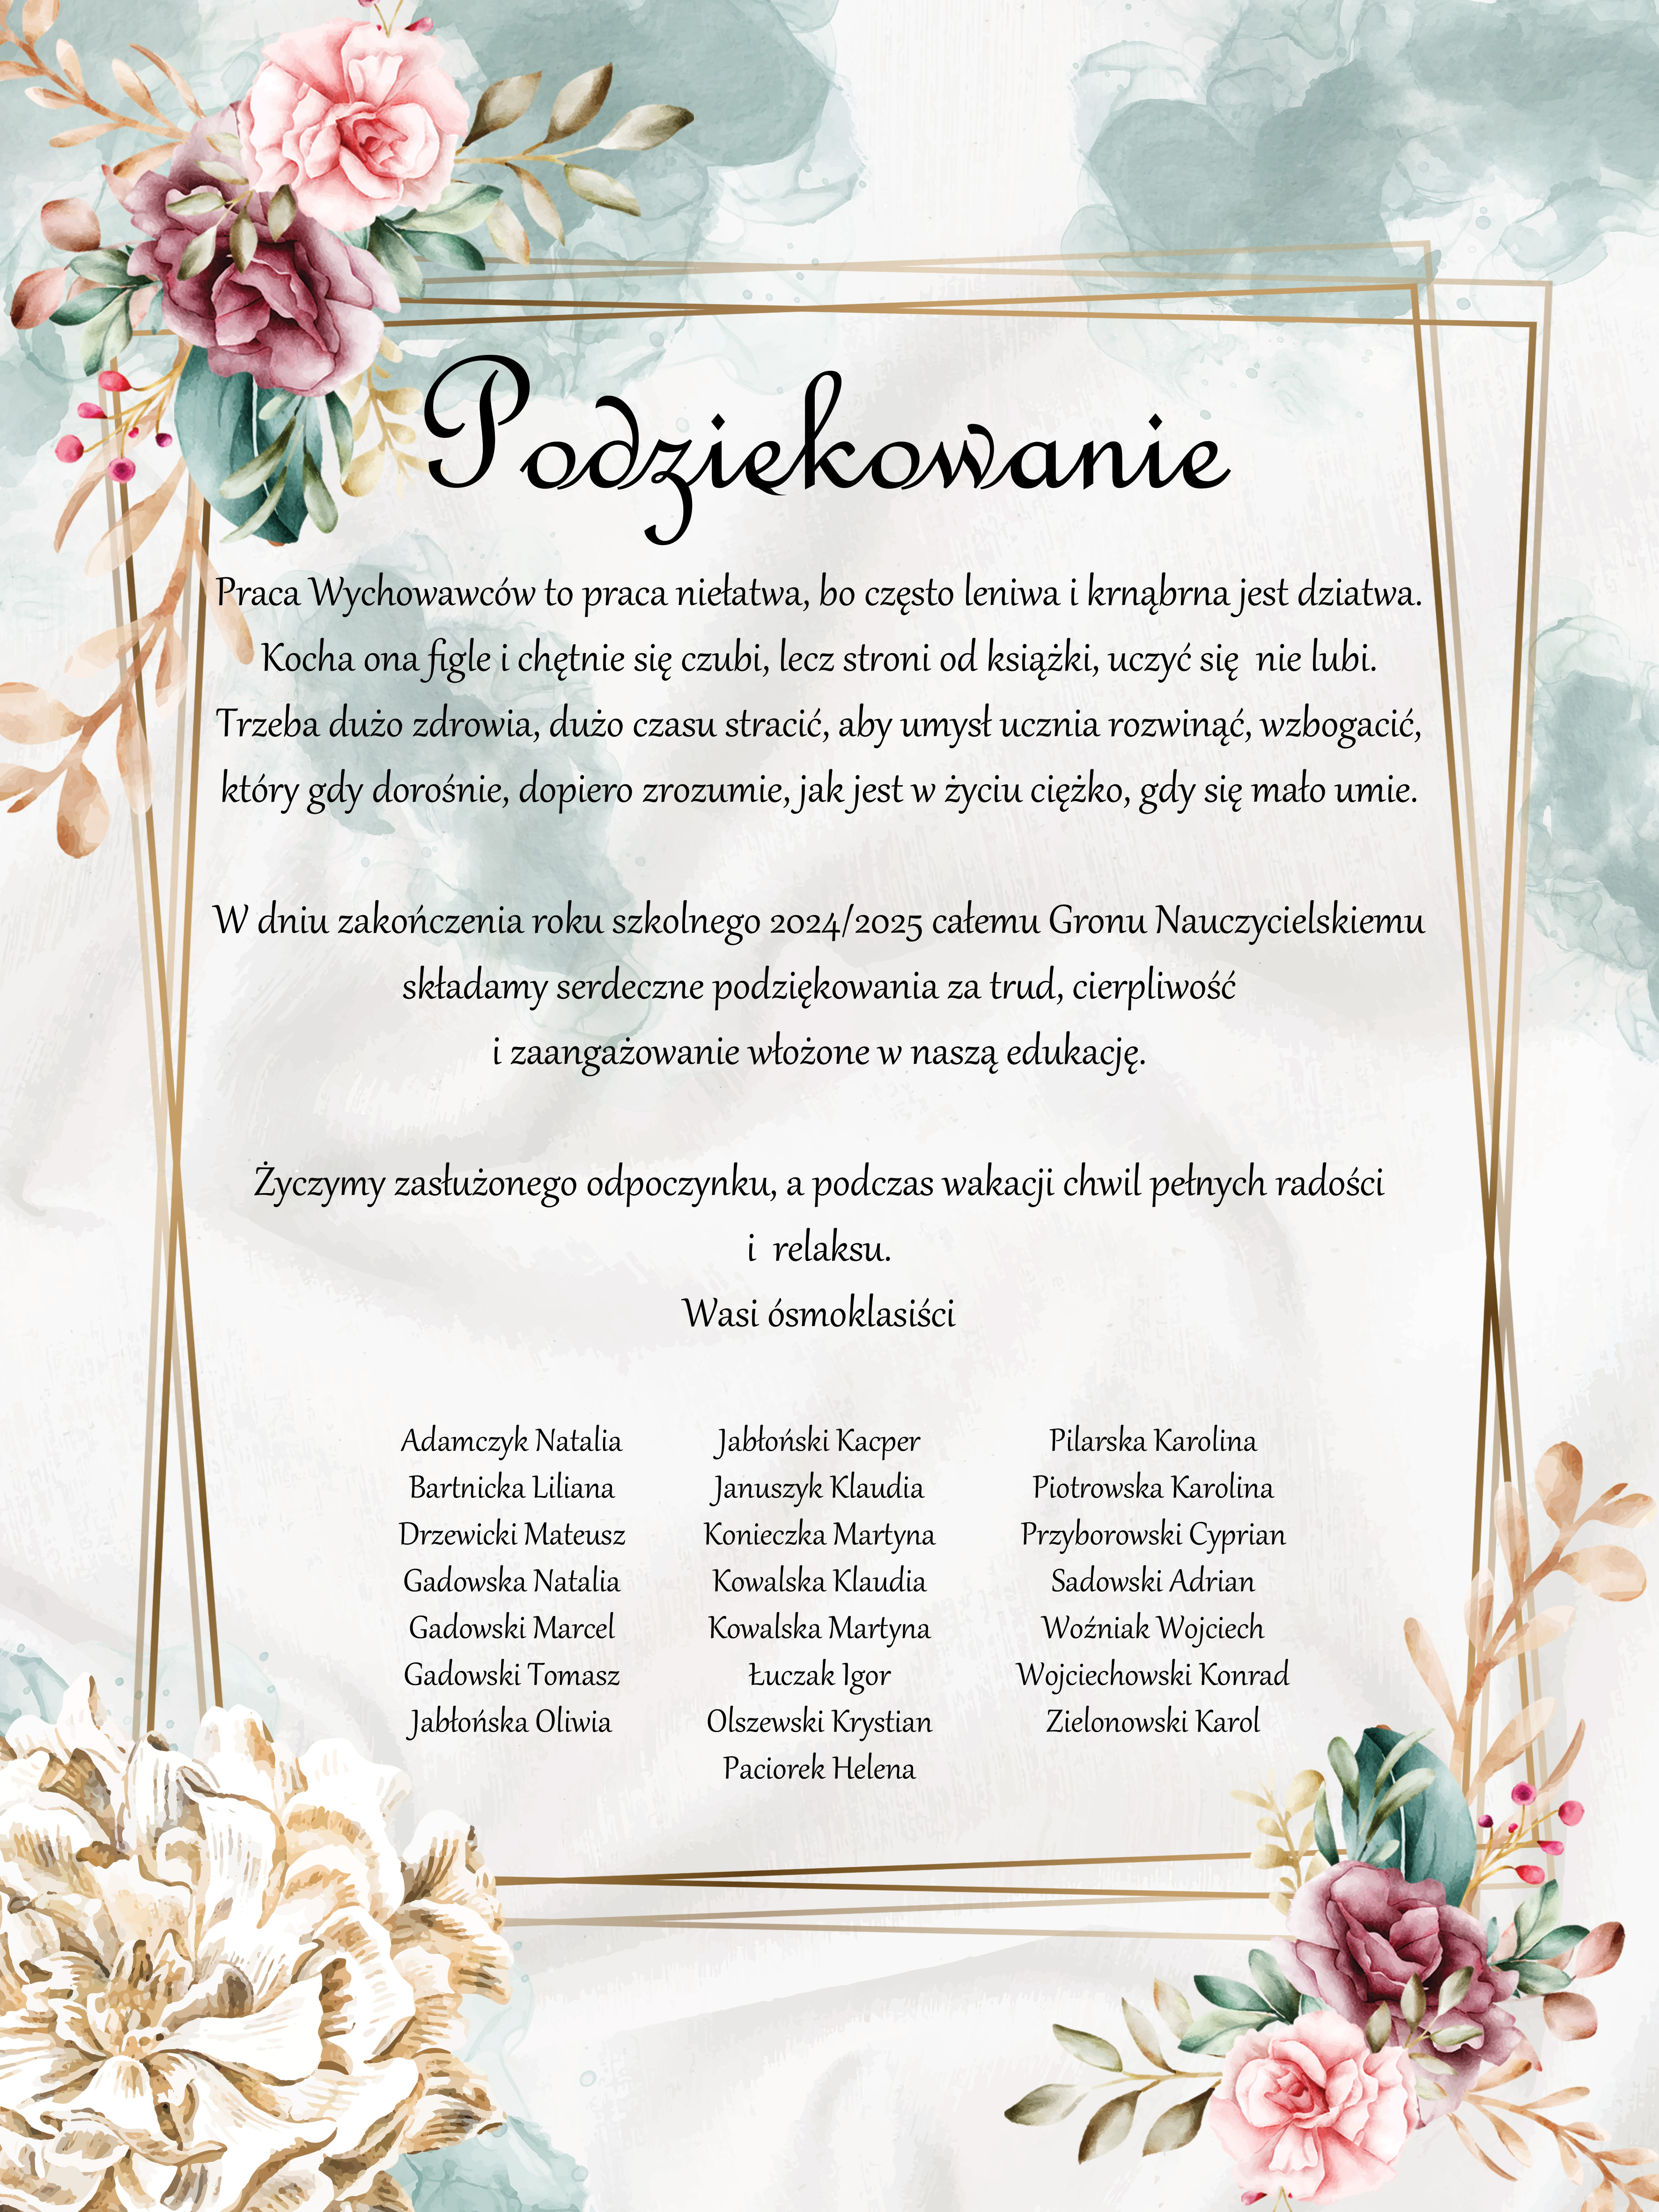 Podziękowanie
Praca Wychowawców to praca niełatwa, bo często leniwa i krnąbrna jest dziatwa.
Kocha ona figle i chętnie się czubi, lecz stroni od książki, uczyć się nie lubi.
Trzeba dużo zdrowia, dużo czasu stracić, aby umysł ucznia rozwinąć, wzbogacić,
który gdy dorośnie, dopiero zrozumie, jak jest w życiu ciężko, gdy się mało umie.
W dniu zakończenia roku szkolnego 2024/2025 całemu Gronu Nauczycielskiemu
składamy serdeczne podziękowania za trud, cierpliwość
i zaangażowanie włożone w naszą edukację.
Życzymy zasłużonego odpoczynku, a podczas wakacji chwil pełnych radości
i relaksu.
Wasi ósmoklasiści
Adamczyk Natalia
Bartnicka Liliana
Drzewicki Mateusz
Gadowska Natalia
Gadowski Marcel
Gadowski Tomasz
Jabłońska Oliwia
Jabłoński Kacper
Januszyk Klaudia
Konieczka Martyna
Kowalska Klaudia
Kowalska Martyna
Łuczak Igor
Olszewski Krystian
Paciorek Helena
Pilarska Karolina
Piotrowska Karolina
Przyborowski Cyprian
Sadowski Adrian
Woźniak Wojciech
Wojciechowski Konrad
Zielonowski Karol